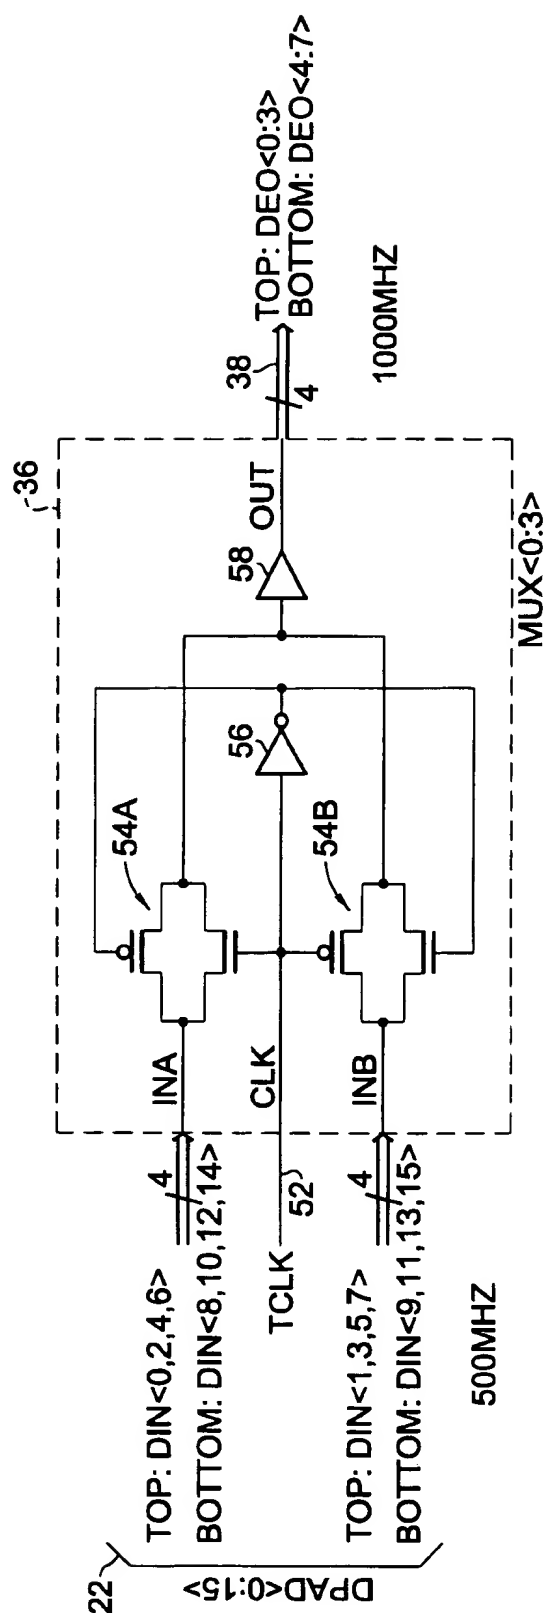 22
DPAD<0:15>
TOP: DIN<0,2,4,6>
BOTTOM: DIN<8,10,12,14>
4
TCLK
52
TOP: DIN<1,3,5,7>
BOTTOM: DIN<9,11,13,15>
4
500MHZ
36
INA
CLK
INB
54A
54B
56
58
OUT
MUX<0:3>
38
4
TOP: DEO<0:3>
BOTTOM: DEO<4:7>
1000MHZ